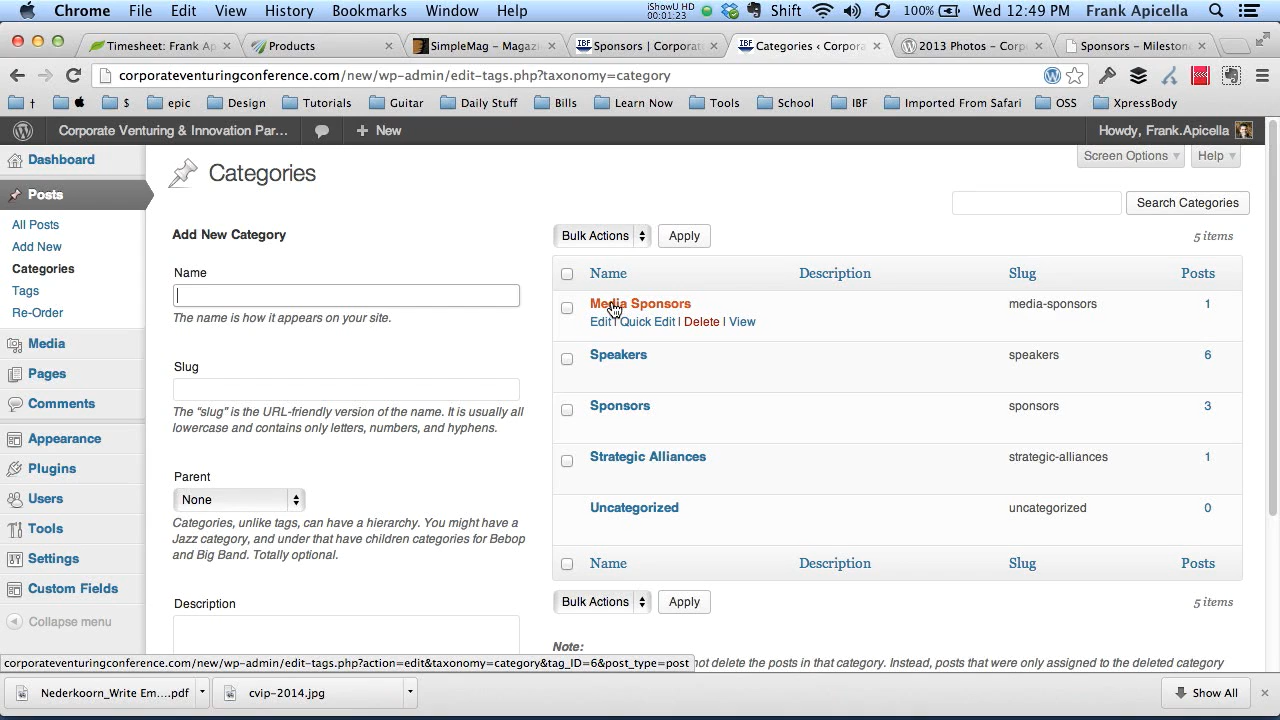 Chrome File Edit View History Bookmarks Window Help iShowU HD 00:01:23 Shift 100% Wed 12:49 PM Frank Apicella
Timesheet: Frank Ap Products SimpleMag – Magazi IBF Sponsors | Corporat IBF Categories ‹ Corpora 2013 Photos – Corp Sponsors – Mileston
corporateventuringconference.com/new/wp-admin/edit-tags.php?taxonomy=category
† $ epic Design Tutorials Guitar Daily Stuff Bills Learn Now Tools School IBF Imported From Safari OSS XpressBody
Corporate Venturing & Innovation Par... + New Howdy, Frank.Apicella
Dashboard
Screen Options Help
Categories
Posts
Search Categories
All Posts
Add New
Categories
Tags
Re-Order
Media
Pages
Comments
Appearance
Plugins
Users
Tools
Settings
Custom Fields
Collapse menu
Add New Category
Name
The name is how it appears on your site.
Slug
The “slug” is the URL-friendly version of the name. It is usually all
lowercase and contains only letters, numbers, and hyphens.
Parent
None
Categories, unlike tags, can have a hierarchy. You might have a
Jazz category, and under that have children categories for Bebop
and Big Band. Totally optional.
Description
Bulk Actions Apply 5 items
Name Description Slug Posts
Media Sponsors media-sponsors 1
Edit | Quick Edit | Delete | View
Speakers speakers 6
Sponsors sponsors 3
Strategic Alliances strategic-alliances 1
Uncategorized uncategorized 0
Name Description Slug Posts
Bulk Actions Apply 5 items
Note:
not delete the posts in that category. Instead, posts that were only assigned to the deleted category
corporateventuringconference.com/new/wp-admin/edit-tags.php?action=edit&taxonomy=category&tag_ID=6&post_type=post
Nederkoorn_Write Em....pdf cvip-2014.jpg Show All